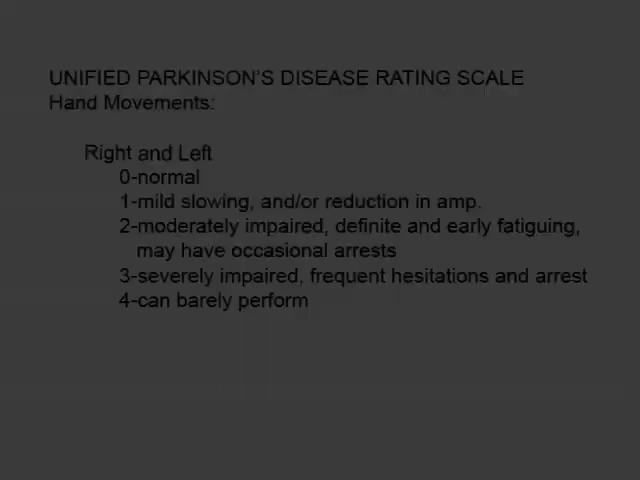 UNIFIED PARKINSON'S DISEASE RATING SCALE
Hand Movements:
Right and Left
0-normal
1-mild slowing, and/or reduction in amp.
2-moderately impaired, definite and early fatiguing,
may have occasional arrests
3-severely impaired, frequent hesitations and arrest
4-can barely perform